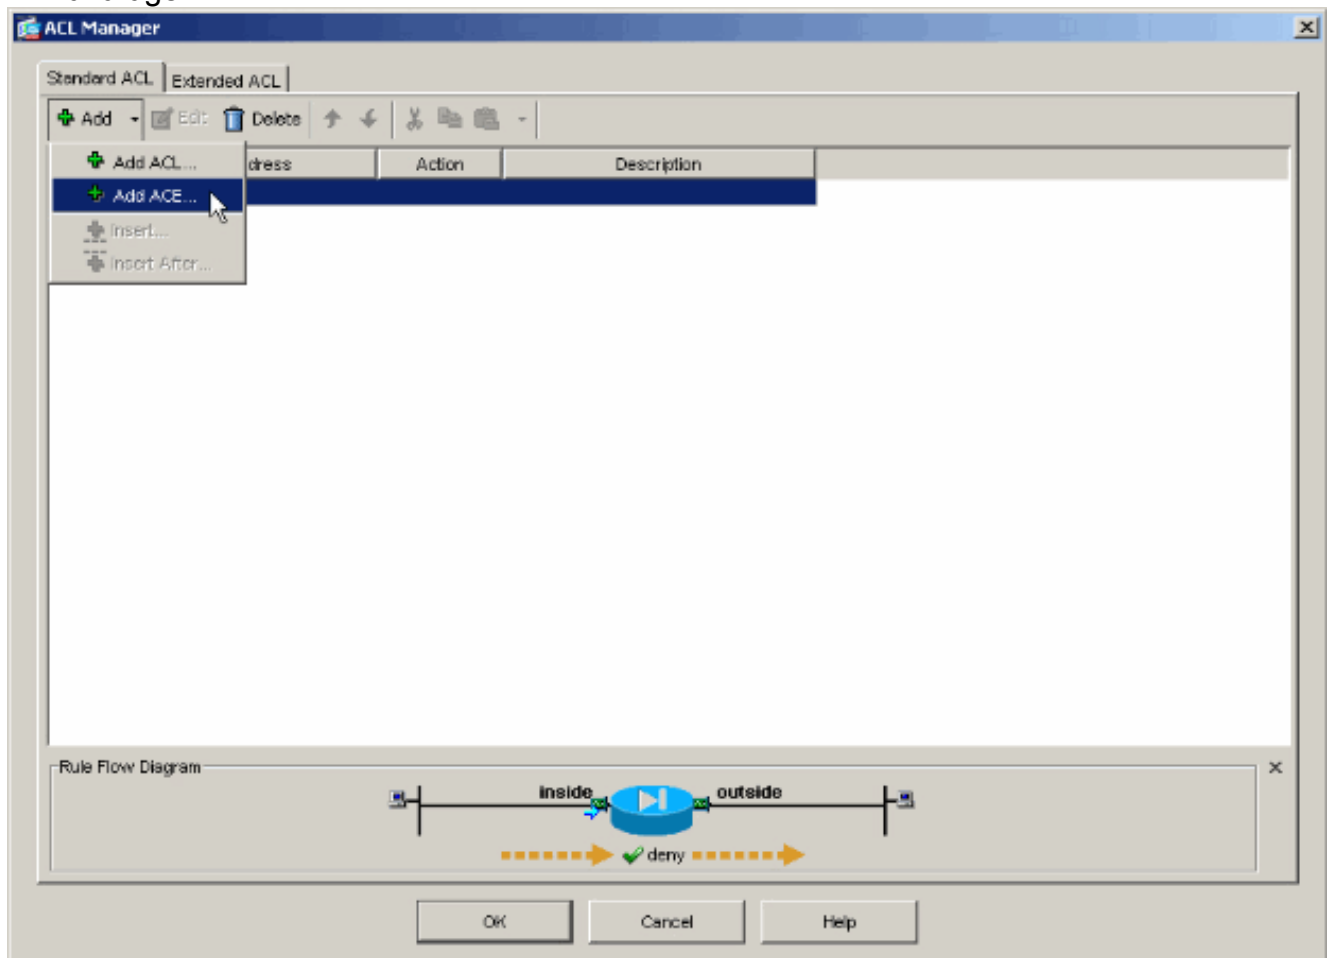 ACL Manager
Standard ACL Extended ACL
Add Edit Delete
Add ACL... dress Action Description
Add ACE...
Insert...
Insert After...
Rule Flow Diagram
inside outside
deny
OK Cancel Help